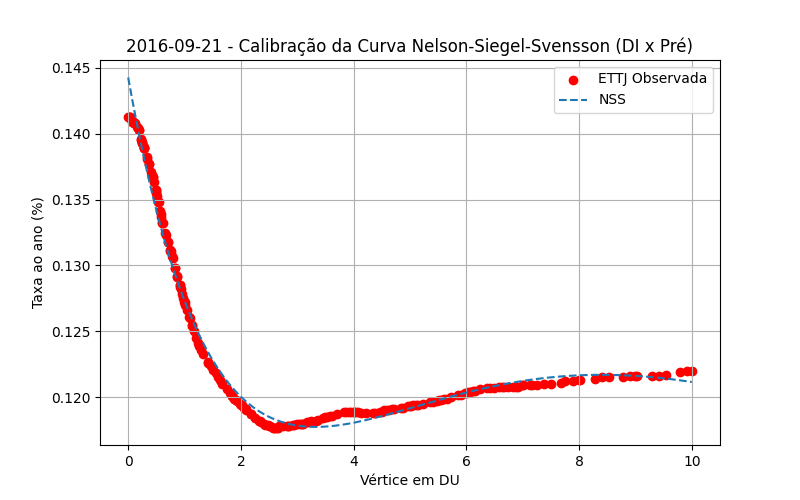 2016-09-21 - Calibração da Curva Nelson-Siegel-Svensson (DI x Pré)
ETTJ Observada
NSS
Taxa ao ano (%)
0.145
0.140
0.135
0.130
0.125
0.120
0 2 4 6 8 10
Vértice em DU